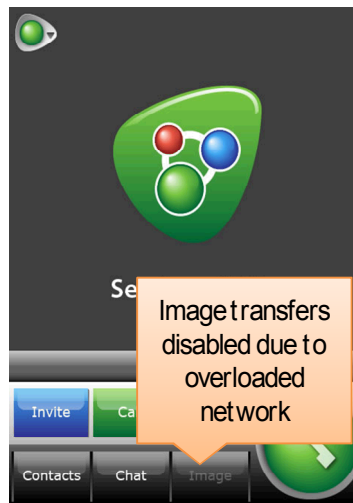 Se
Image transfers
disabled due to
overloaded
network
Invite
Ca
Contacts
Chat
Image